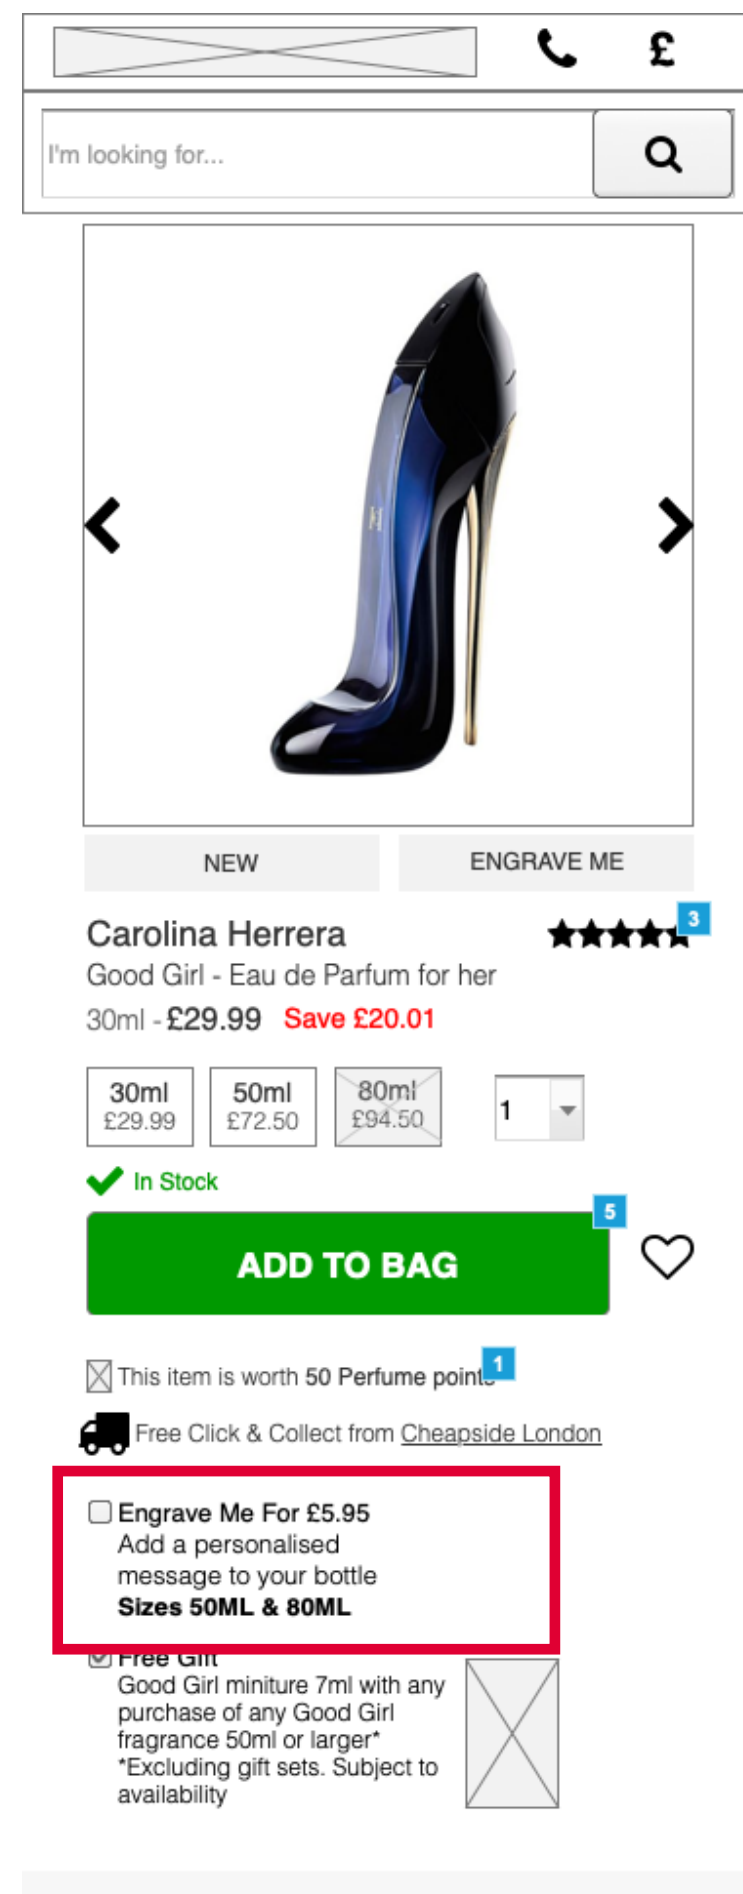 £
I'm looking for...
NEW
ENGRAVE ME
Carolina Herrera
3
Good Girl - Eau de Parfum for her
30ml - £29.99 Save £20.01
30ml
£29.99
50ml
£72.50
80ml
£94.50
1
In Stock
5
ADD TO BAG
1
This item is worth 50 Perfume points
Free Click & Collect from Cheapside London
Engrave Me For £5.95
Add a personalised
message to your bottle
Sizes 50ML & 80ML
Free Gift
Good Girl miniture 7ml with any
purchase of any Good Girl
fragrance 50ml or larger*
*Excluding gift sets. Subject to
availability